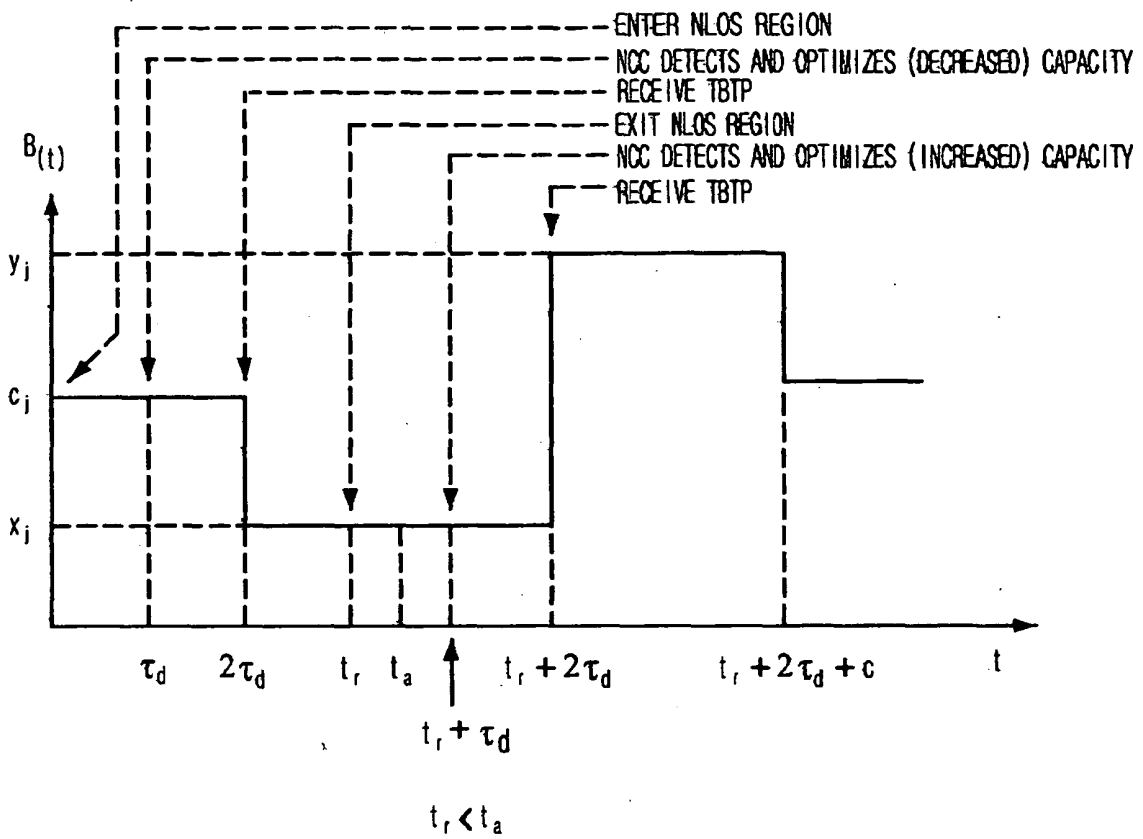 ENTER NLOS REGION
NCC DETECTS AND OPTIMIZES (DECREASED) CAPACITY
RECEIVE TBTP
EXIT NLOS REGION
NCC DETECTS AND OPTIMIZES (INCREASED) CAPACITY
RECEIVE TBTP
B(t)
yj
cj
xj
τd 2τd tr ta tr + 2τd tr + 2τd + c t
tr + τd
tr < ta